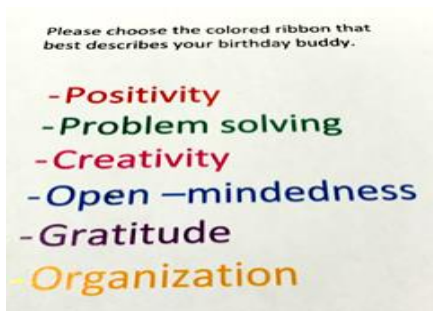 Please choose the colored ribbon that
best describes your birthday buddy.
-Positivity
-Problem solving
-Creativity
-Open –mindedness
-Gratitude
-Organization